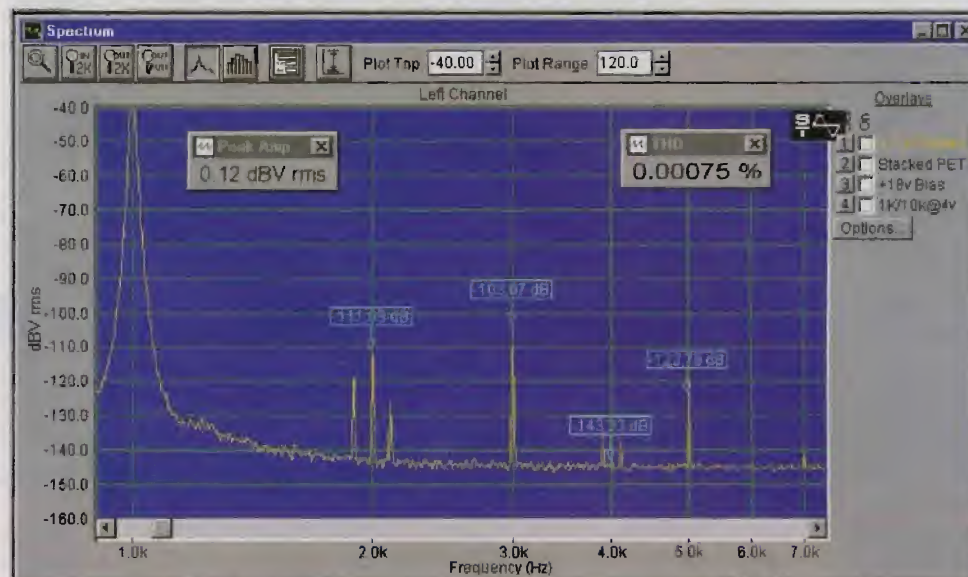 Spectrum
Plot Top -40.00 Plot Range 120.0
Left Channel
Overlays
Peak Amp
0.12 dBV rms
THD
0.00075 %
1
2 Stacked PET
3 +18v Bias
4 1K/10k@4v
Options...
dBV rms
-40.0
-50.0
-60.0
-70.0
-80.0
-90.0
-100.0
-110.0
-120.0
-130.0
-140.0
-150.0
-160.0
-103.67 dB
1.0k 2.0k 3.0k 4.0k 5.0k 6.0k 7.0k
Frequency (Hz)